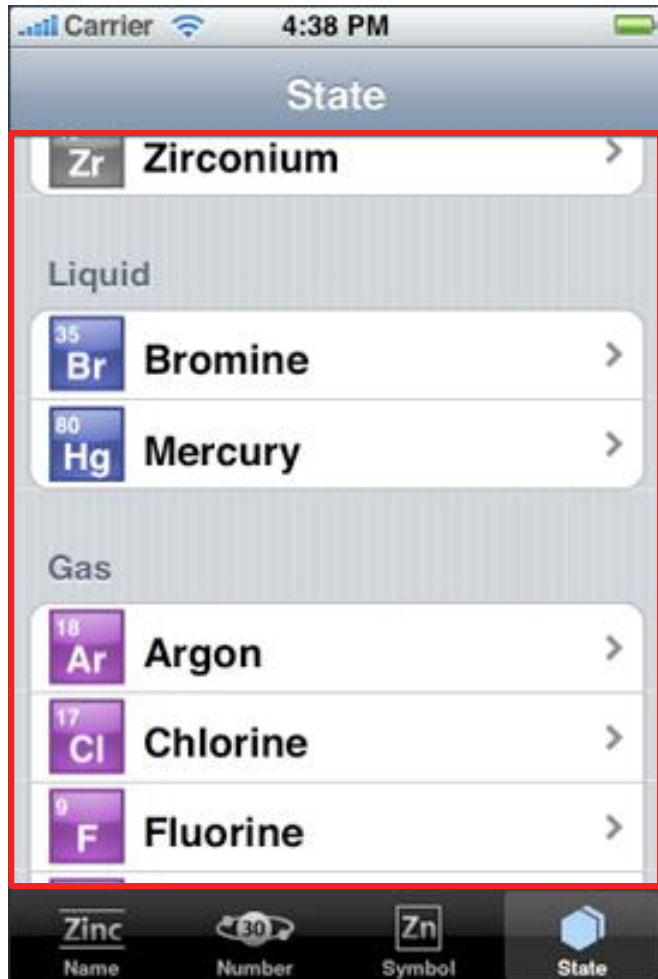 Carrier 4:38 PM
State
Zr Zirconium
Liquid
35
Br Bromine
80
Hg Mercury
Gas
18
Ar Argon
17
Cl Chlorine
9
F Fluorine
Zinc 30 Zn
Name Number Symbol State